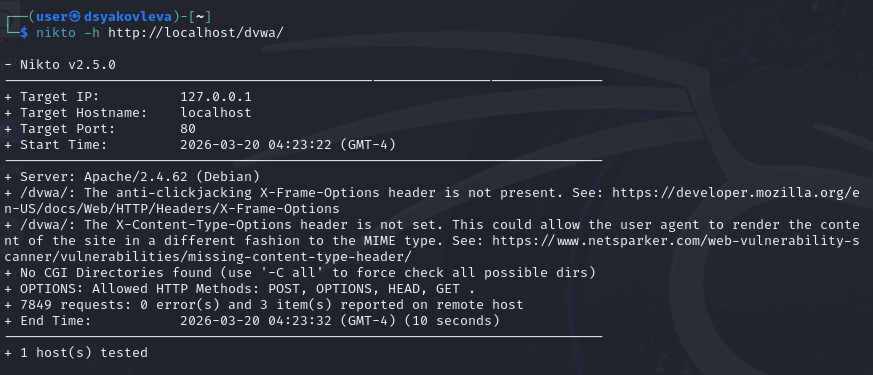 ┌──(user㉿dsyakovleva)-[~]
└─$ nikto -h http://localhost/dvwa/
- Nikto v2.5.0
---------------------------------------------------------------------------
+ Target IP:          127.0.0.1
+ Target Hostname:    localhost
+ Target Port:        80
+ Start Time:         2026-03-20 04:23:22 (GMT-4)
---------------------------------------------------------------------------
+ Server: Apache/2.4.62 (Debian)
+ /dvwa/: The anti-clickjacking X-Frame-Options header is not present. See: https://developer.mozilla.org/e
n-US/docs/Web/HTTP/Headers/X-Frame-Options
+ /dvwa/: The X-Content-Type-Options header is not set. This could allow the user agent to render the conte
nt of the site in a different fashion to the MIME type. See: https://www.netsparker.com/web-vulnerability-s
canner/vulnerabilities/missing-content-type-header/
+ No CGI Directories found (use '-C all' to force check all possible dirs)
+ OPTIONS: Allowed HTTP Methods: POST, OPTIONS, HEAD, GET .
+ 7849 requests: 0 error(s) and 3 item(s) reported on remote host
+ End Time:           2026-03-20 04:23:32 (GMT-4) (10 seconds)
---------------------------------------------------------------------------
+ 1 host(s) tested